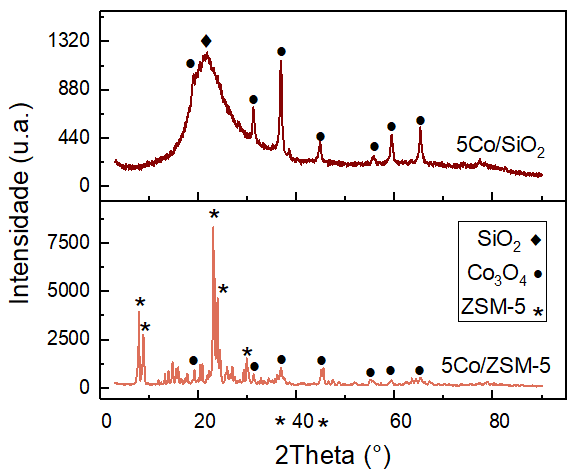 Intensidade (u.a.)
1320
880
440
0
5Co/SiO₂
7500
5000
2500
0
SiO₂ ◆
Co₃O₄ ●
ZSM-5 *
5Co/ZSM-5
0 20 40 60 80
2Theta (°)